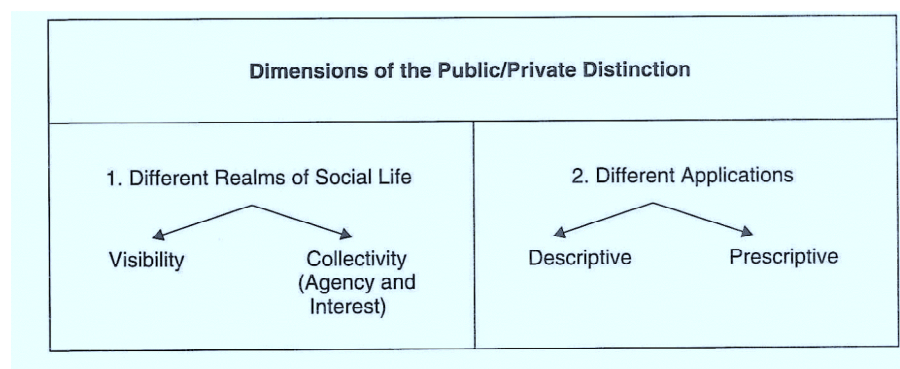 Dimensions of the Public/Private Distinction
1. Different Realms of Social Life
Visibility
Collectivity
(Agency and
Interest)
2. Different Applications
Descriptive
Prescriptive